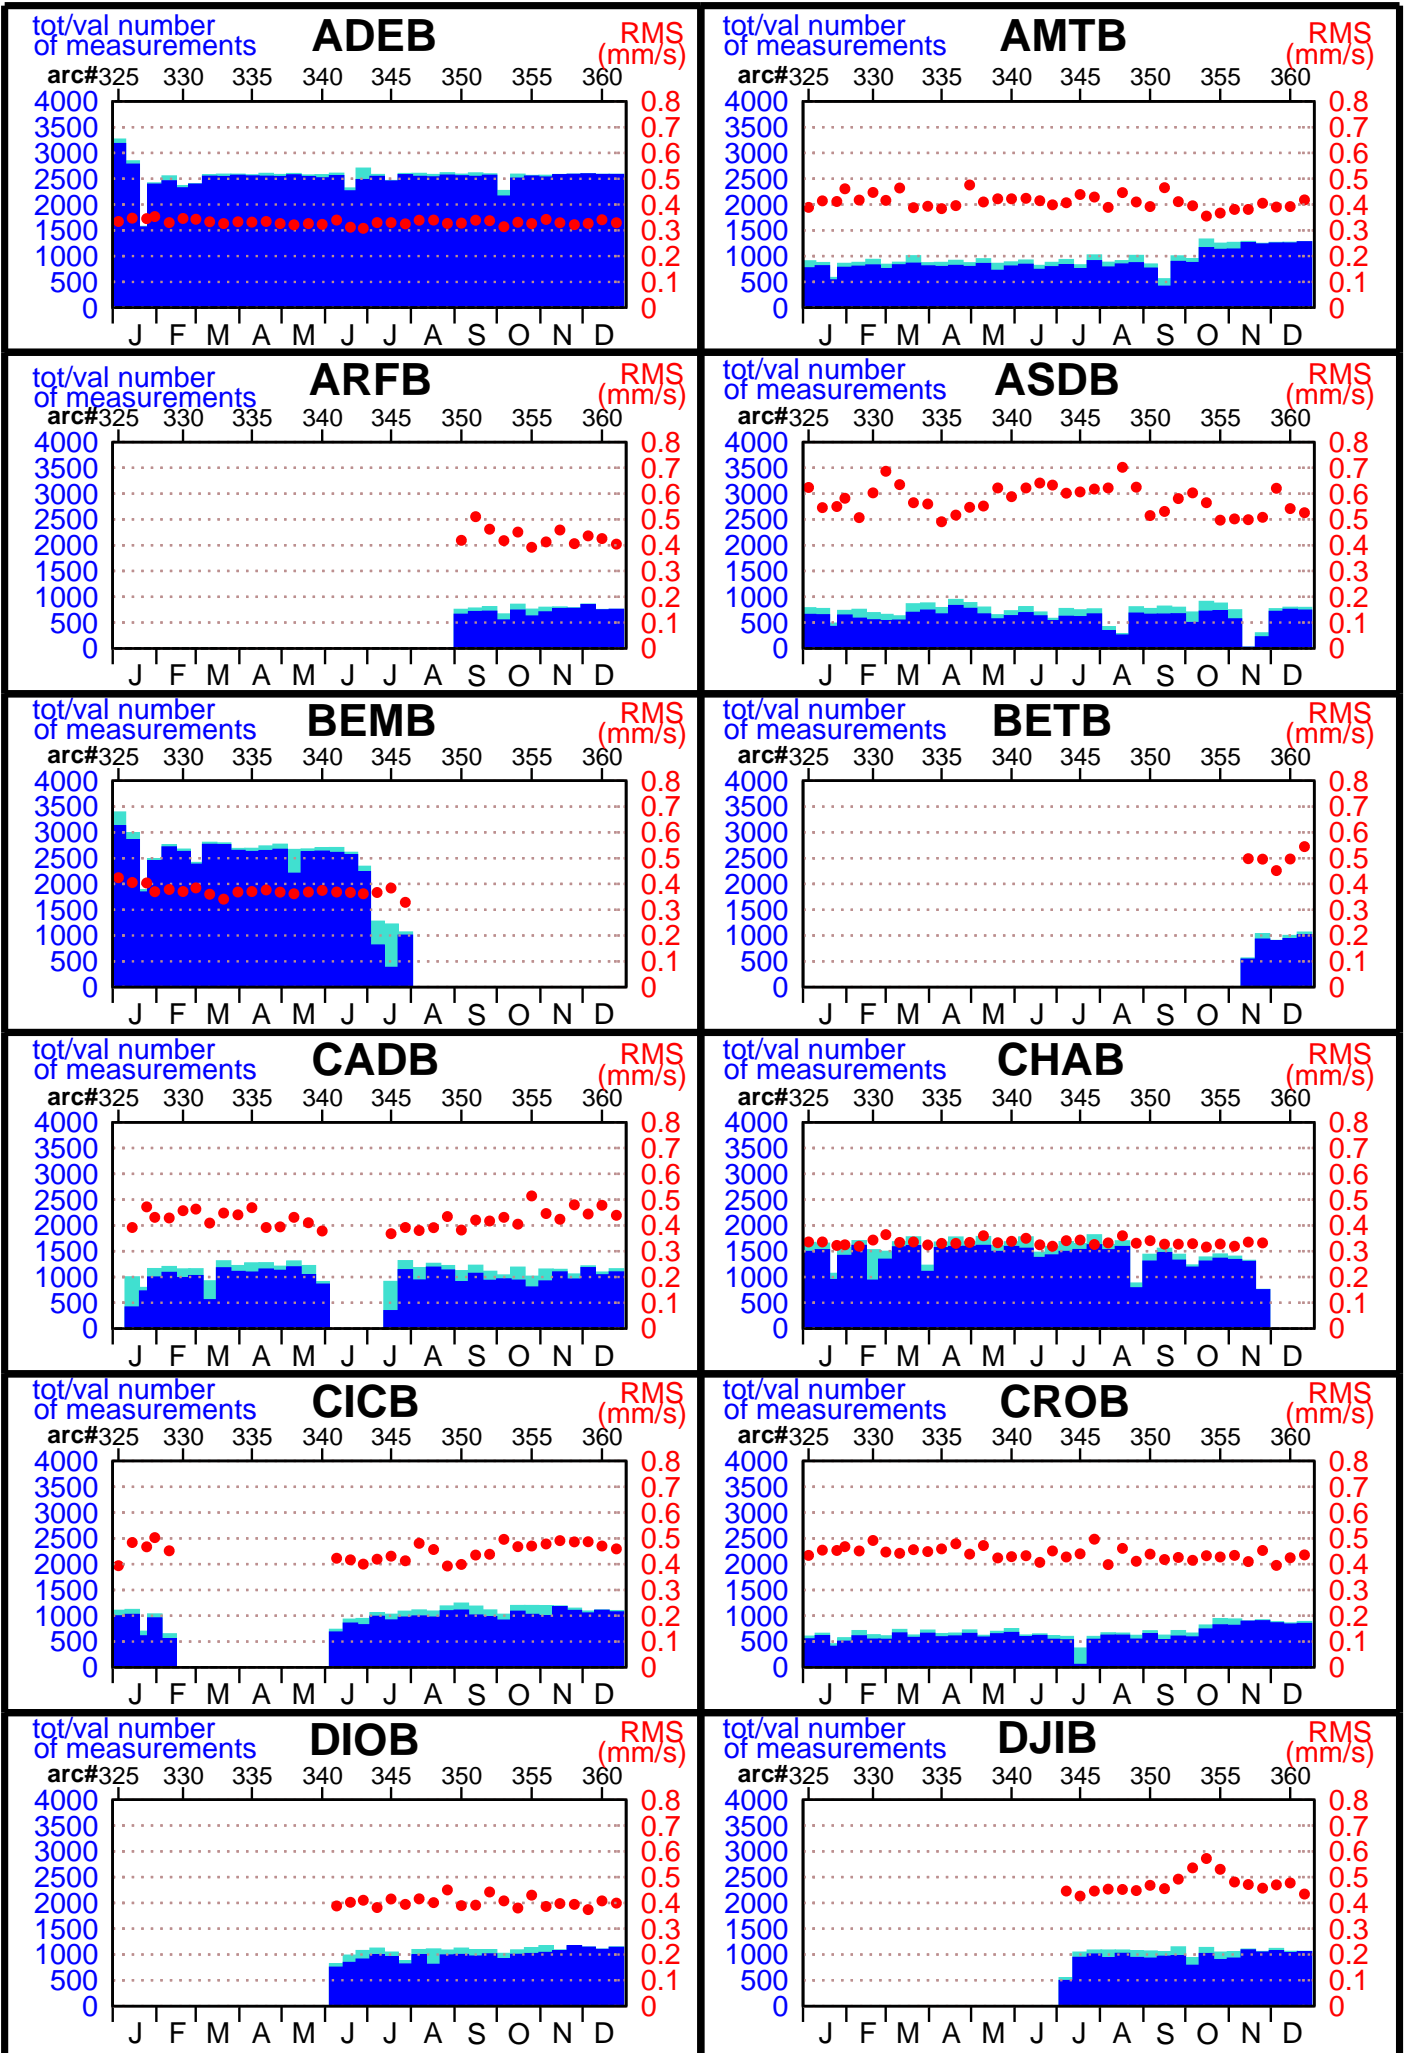 tot/val number ADEB RMS
of measurements (mm/s)
arc#325 330 335 340 345 350 355 360
4000 0.8
3500 0.7
3000 0.6
2500 0.5
2000 0.4
1500 0.3
1000 0.2
500 0.1
0 0
J F M A M J J A S O N D
tot/val number AMTB RMS
of measurements (mm/s)
arc#325 330 335 340 345 350 355 360
4000 0.8
3500 0.7
3000 0.6
2500 0.5
2000 0.4
1500 0.3
1000 0.2
500 0.1
0 0
J F M A M J J A S O N D
tot/val number ARFB RMS
of measurements (mm/s)
arc#325 330 335 340 345 350 355 360
4000 0.8
3500 0.7
3000 0.6
2500 0.5
2000 0.4
1500 0.3
1000 0.2
500 0.1
0 0
J F M A M J J A S O N D
tot/val number ASDB RMS
of measurements (mm/s)
arc#325 330 335 340 345 350 355 360
4000 0.8
3500 0.7
3000 0.6
2500 0.5
2000 0.4
1500 0.3
1000 0.2
500 0.1
0 0
J F M A M J J A S O N D
tot/val number BEMB RMS
of measurements (mm/s)
arc#325 330 335 340 345 350 355 360
4000 0.8
3500 0.7
3000 0.6
2500 0.5
2000 0.4
1500 0.3
1000 0.2
500 0.1
0 0
J F M A M J J A S O N D
tot/val number BETB RMS
of measurements (mm/s)
arc#325 330 335 340 345 350 355 360
4000 0.8
3500 0.7
3000 0.6
2500 0.5
2000 0.4
1500 0.3
1000 0.2
500 0.1
0 0
J F M A M J J A S O N D
tot/val number CADB RMS
of measurements (mm/s)
arc#325 330 335 340 345 350 355 360
4000 0.8
3500 0.7
3000 0.6
2500 0.5
2000 0.4
1500 0.3
1000 0.2
500 0.1
0 0
J F M A M J J A S O N D
tot/val number CHAB RMS
of measurements (mm/s)
arc#325 330 335 340 345 350 355 360
4000 0.8
3500 0.7
3000 0.6
2500 0.5
2000 0.4
1500 0.3
1000 0.2
500 0.1
0 0
J F M A M J J A S O N D
tot/val number CICB RMS
of measurements (mm/s)
arc#325 330 335 340 345 350 355 360
4000 0.8
3500 0.7
3000 0.6
2500 0.5
2000 0.4
1500 0.3
1000 0.2
500 0.1
0 0
J F M A M J J A S O N D
tot/val number CROB RMS
of measurements (mm/s)
arc#325 330 335 340 345 350 355 360
4000 0.8
3500 0.7
3000 0.6
2500 0.5
2000 0.4
1500 0.3
1000 0.2
500 0.1
0 0
J F M A M J J A S O N D
tot/val number DIOB RMS
of measurements (mm/s)
arc#325 330 335 340 345 350 355 360
4000 0.8
3500 0.7
3000 0.6
2500 0.5
2000 0.4
1500 0.3
1000 0.2
500 0.1
0 0
J F M A M J J A S O N D
tot/val number DJIB RMS
of measurements (mm/s)
arc#325 330 335 340 345 350 355 360
4000 0.8
3500 0.7
3000 0.6
2500 0.5
2000 0.4
1500 0.3
1000 0.2
500 0.1
0 0
J F M A M J J A S O N D